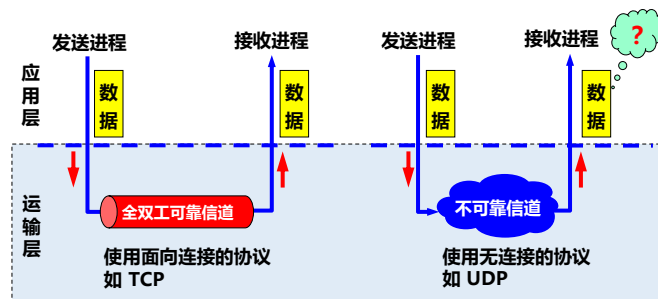 发送进程
接收进程
发送进程
接收进程
?
应用层
数据
数据
数据
数据
运输层
全双工可靠信道
不可靠信道
使用面向连接的协议
如 TCP
使用无连接的协议
如 UDP